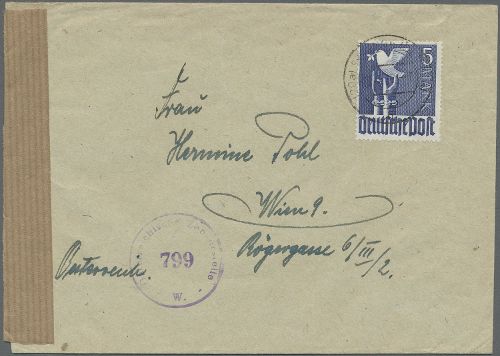 5
MARK
Deutsche Post
Frau
Hermine Pohl
Wien 9.
Rögergasse 6/III/2.
Österreich.
799
W.